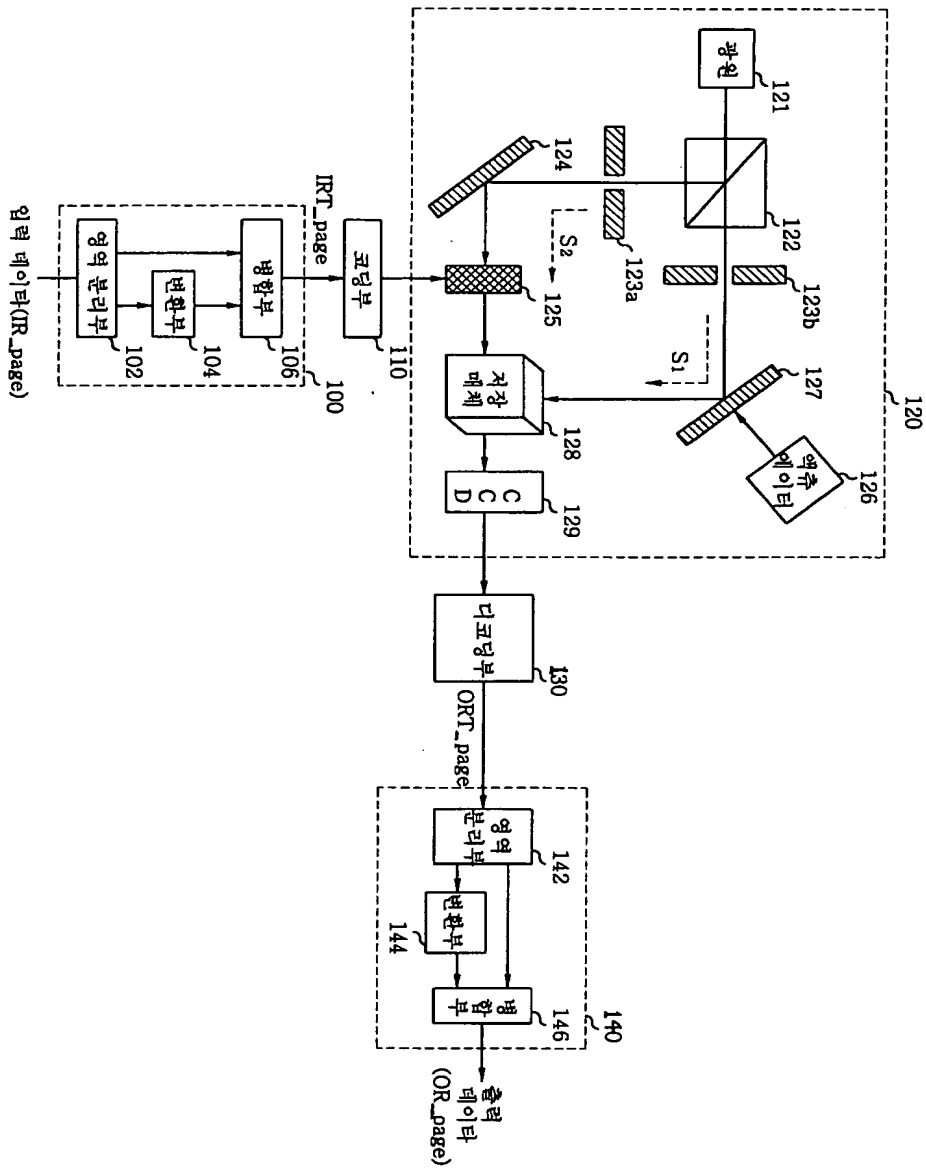 광원
121
122
123a
123b
124
S₂
S₁
125
액츄
에이터
126
127
저장
매체
128
CCD
129
120
입력 데이타(IR_page)
영역 분리부
102
변환부
104
병합부
106
100
IRT_page
코딩부
110
디코딩부
130
ORT_page
영역
분리부
142
변환부
144
병합
부
146
140
출력
데이타
(OR_page)